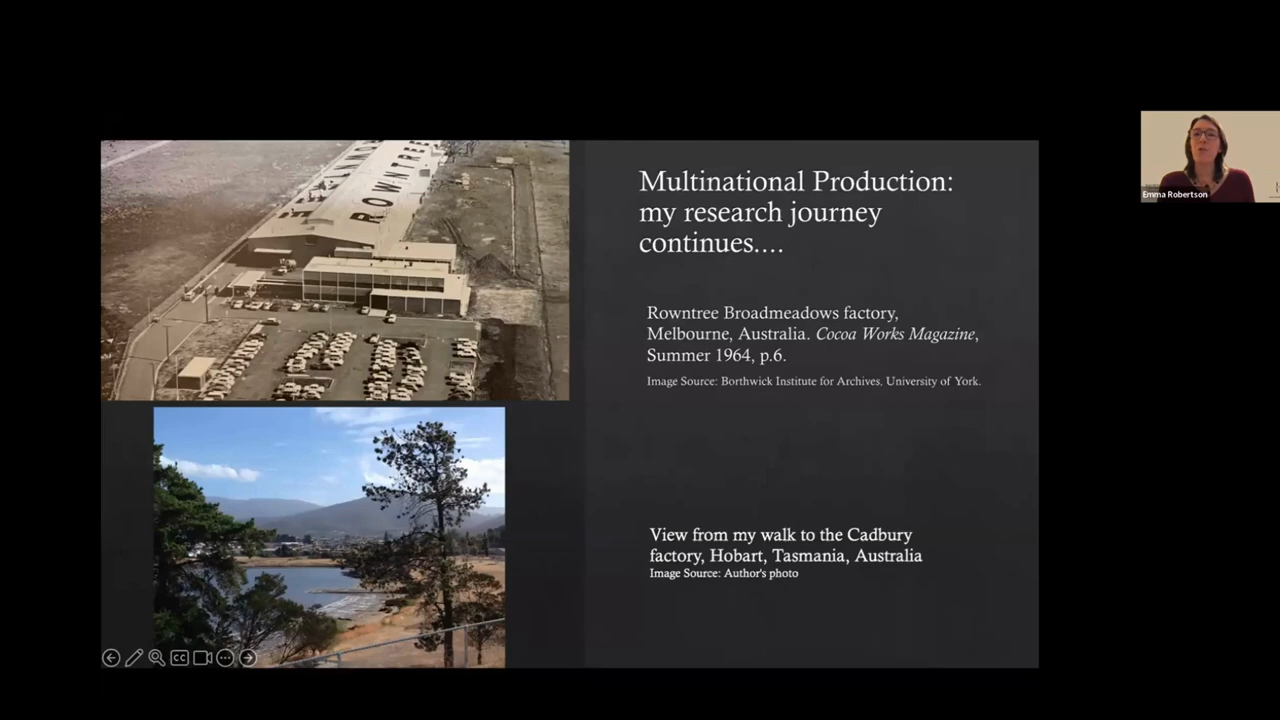 ROWNTREE
Multinational Production:
my research journey
continues....
Rowntree Broadmeadows factory,
Melbourne, Australia. Cocoa Works Magazine,
Summer 1964, p.6.
Image Source: Borthwick Institute for Archives, University of York.
Emma Robertson
View from my walk to the Cadbury
factory, Hobart, Tasmania, Australia
Image Source: Author's photo
CC